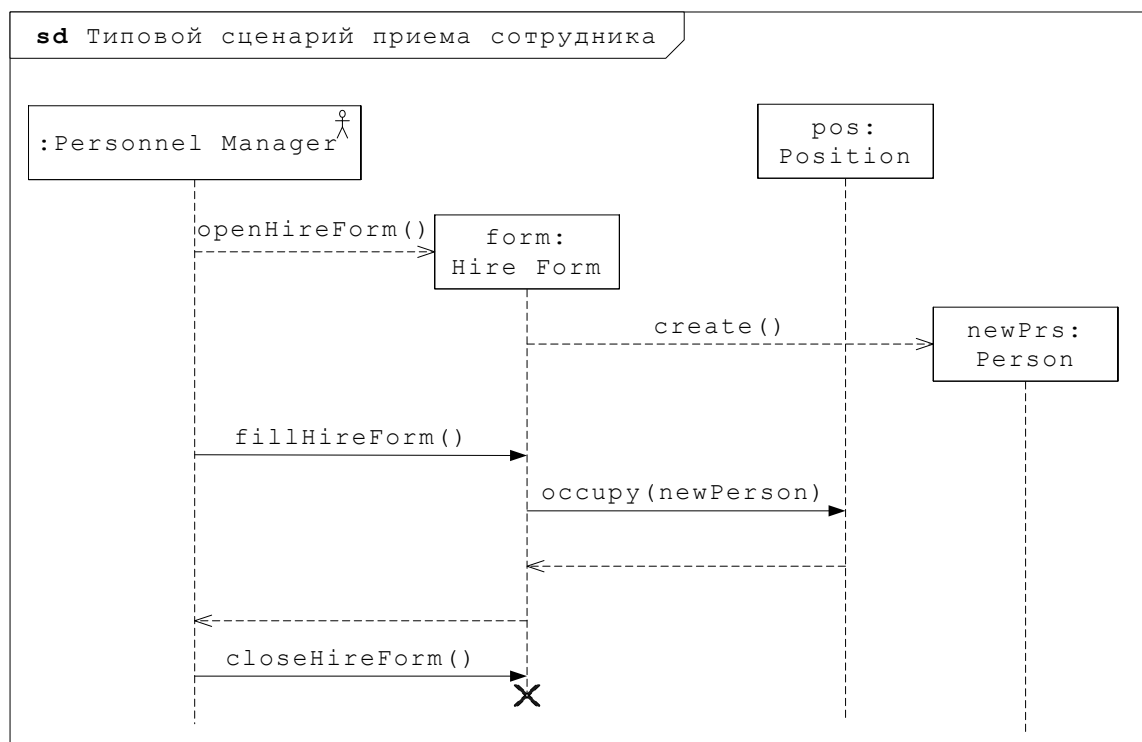 sd Типовой сценарий приема сотрудника
:Personnel Manager
pos:
Position
openHireForm()
form:
Hire Form
create()
newPrs:
Person
fillHireForm()
occupy(newPerson)
closeHireForm()